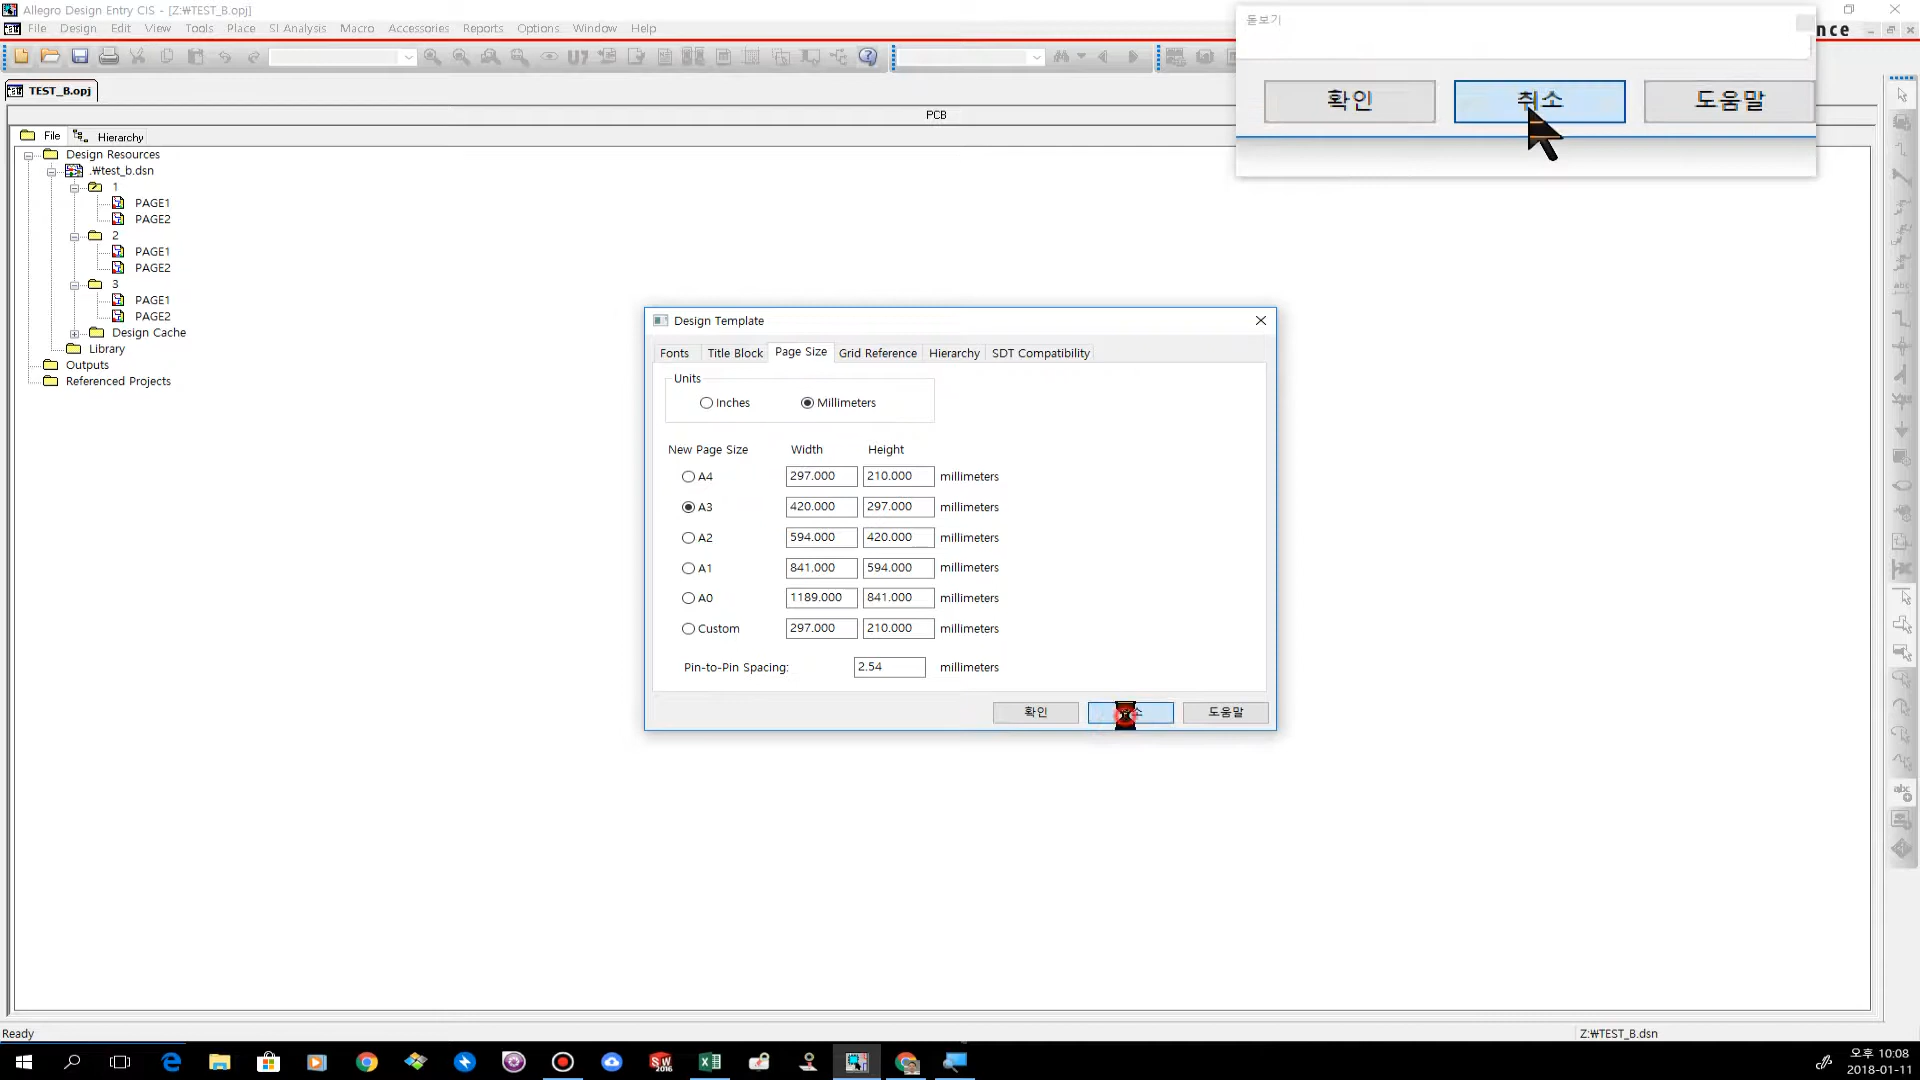 Allegro Design Entry CIS - [Z:₩TEST_B.opj]
돋보기
File Design Edit View Tools Place SI Analysis Macro Accessories Reports Options Window Help
nce
확인 취소 도움말
TEST_B.opj
PCB
File Hierarchy
Design Resources
.₩test_b.dsn
1
PAGE1
PAGE2
2
PAGE1
PAGE2
3
PAGE1
PAGE2
Design Cache
Library
Outputs
Referenced Projects
Design Template
Fonts Title Block Page Size Grid Reference Hierarchy SDT Compatibility
Units
Inches Millimeters
New Page Size Width Height
A4 297.000 210.000 millimeters
A3 420.000 297.000 millimeters
A2 594.000 420.000 millimeters
A1 841.000 594.000 millimeters
A0 1189.000 841.000 millimeters
Custom 297.000 210.000 millimeters
Pin-to-Pin Spacing: 2.54 millimeters
확인 도움말
Ready Z:₩TEST_B.dsn
SW
2016
오후 10:08
2018-01-11